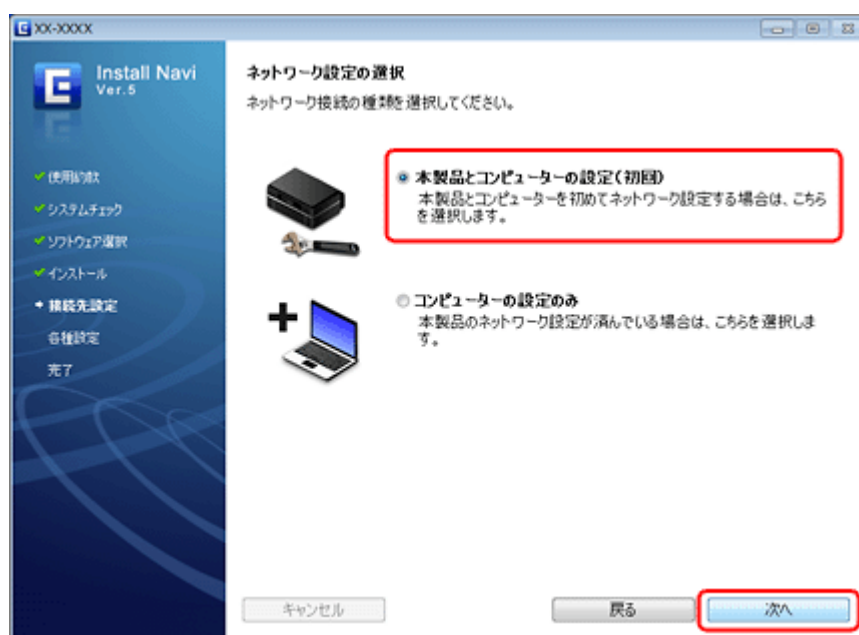 XX-XXXX
Install Navi
Ver.5
使用約款
システムチェック
ソフトウェア選択
インストール
接続先設定
各種設定
完了
ネットワーク設定の選択
ネットワーク接続の種類を選択してください。
本製品とコンピューターの設定(初回)
本製品とコンピューターを初めてネットワーク設定する場合は、こちら
を選択します。
コンピューターの設定のみ
本製品のネットワーク設定が済んでいる場合は、こちらを選択しま
す。
キャンセル
戻る
次へ